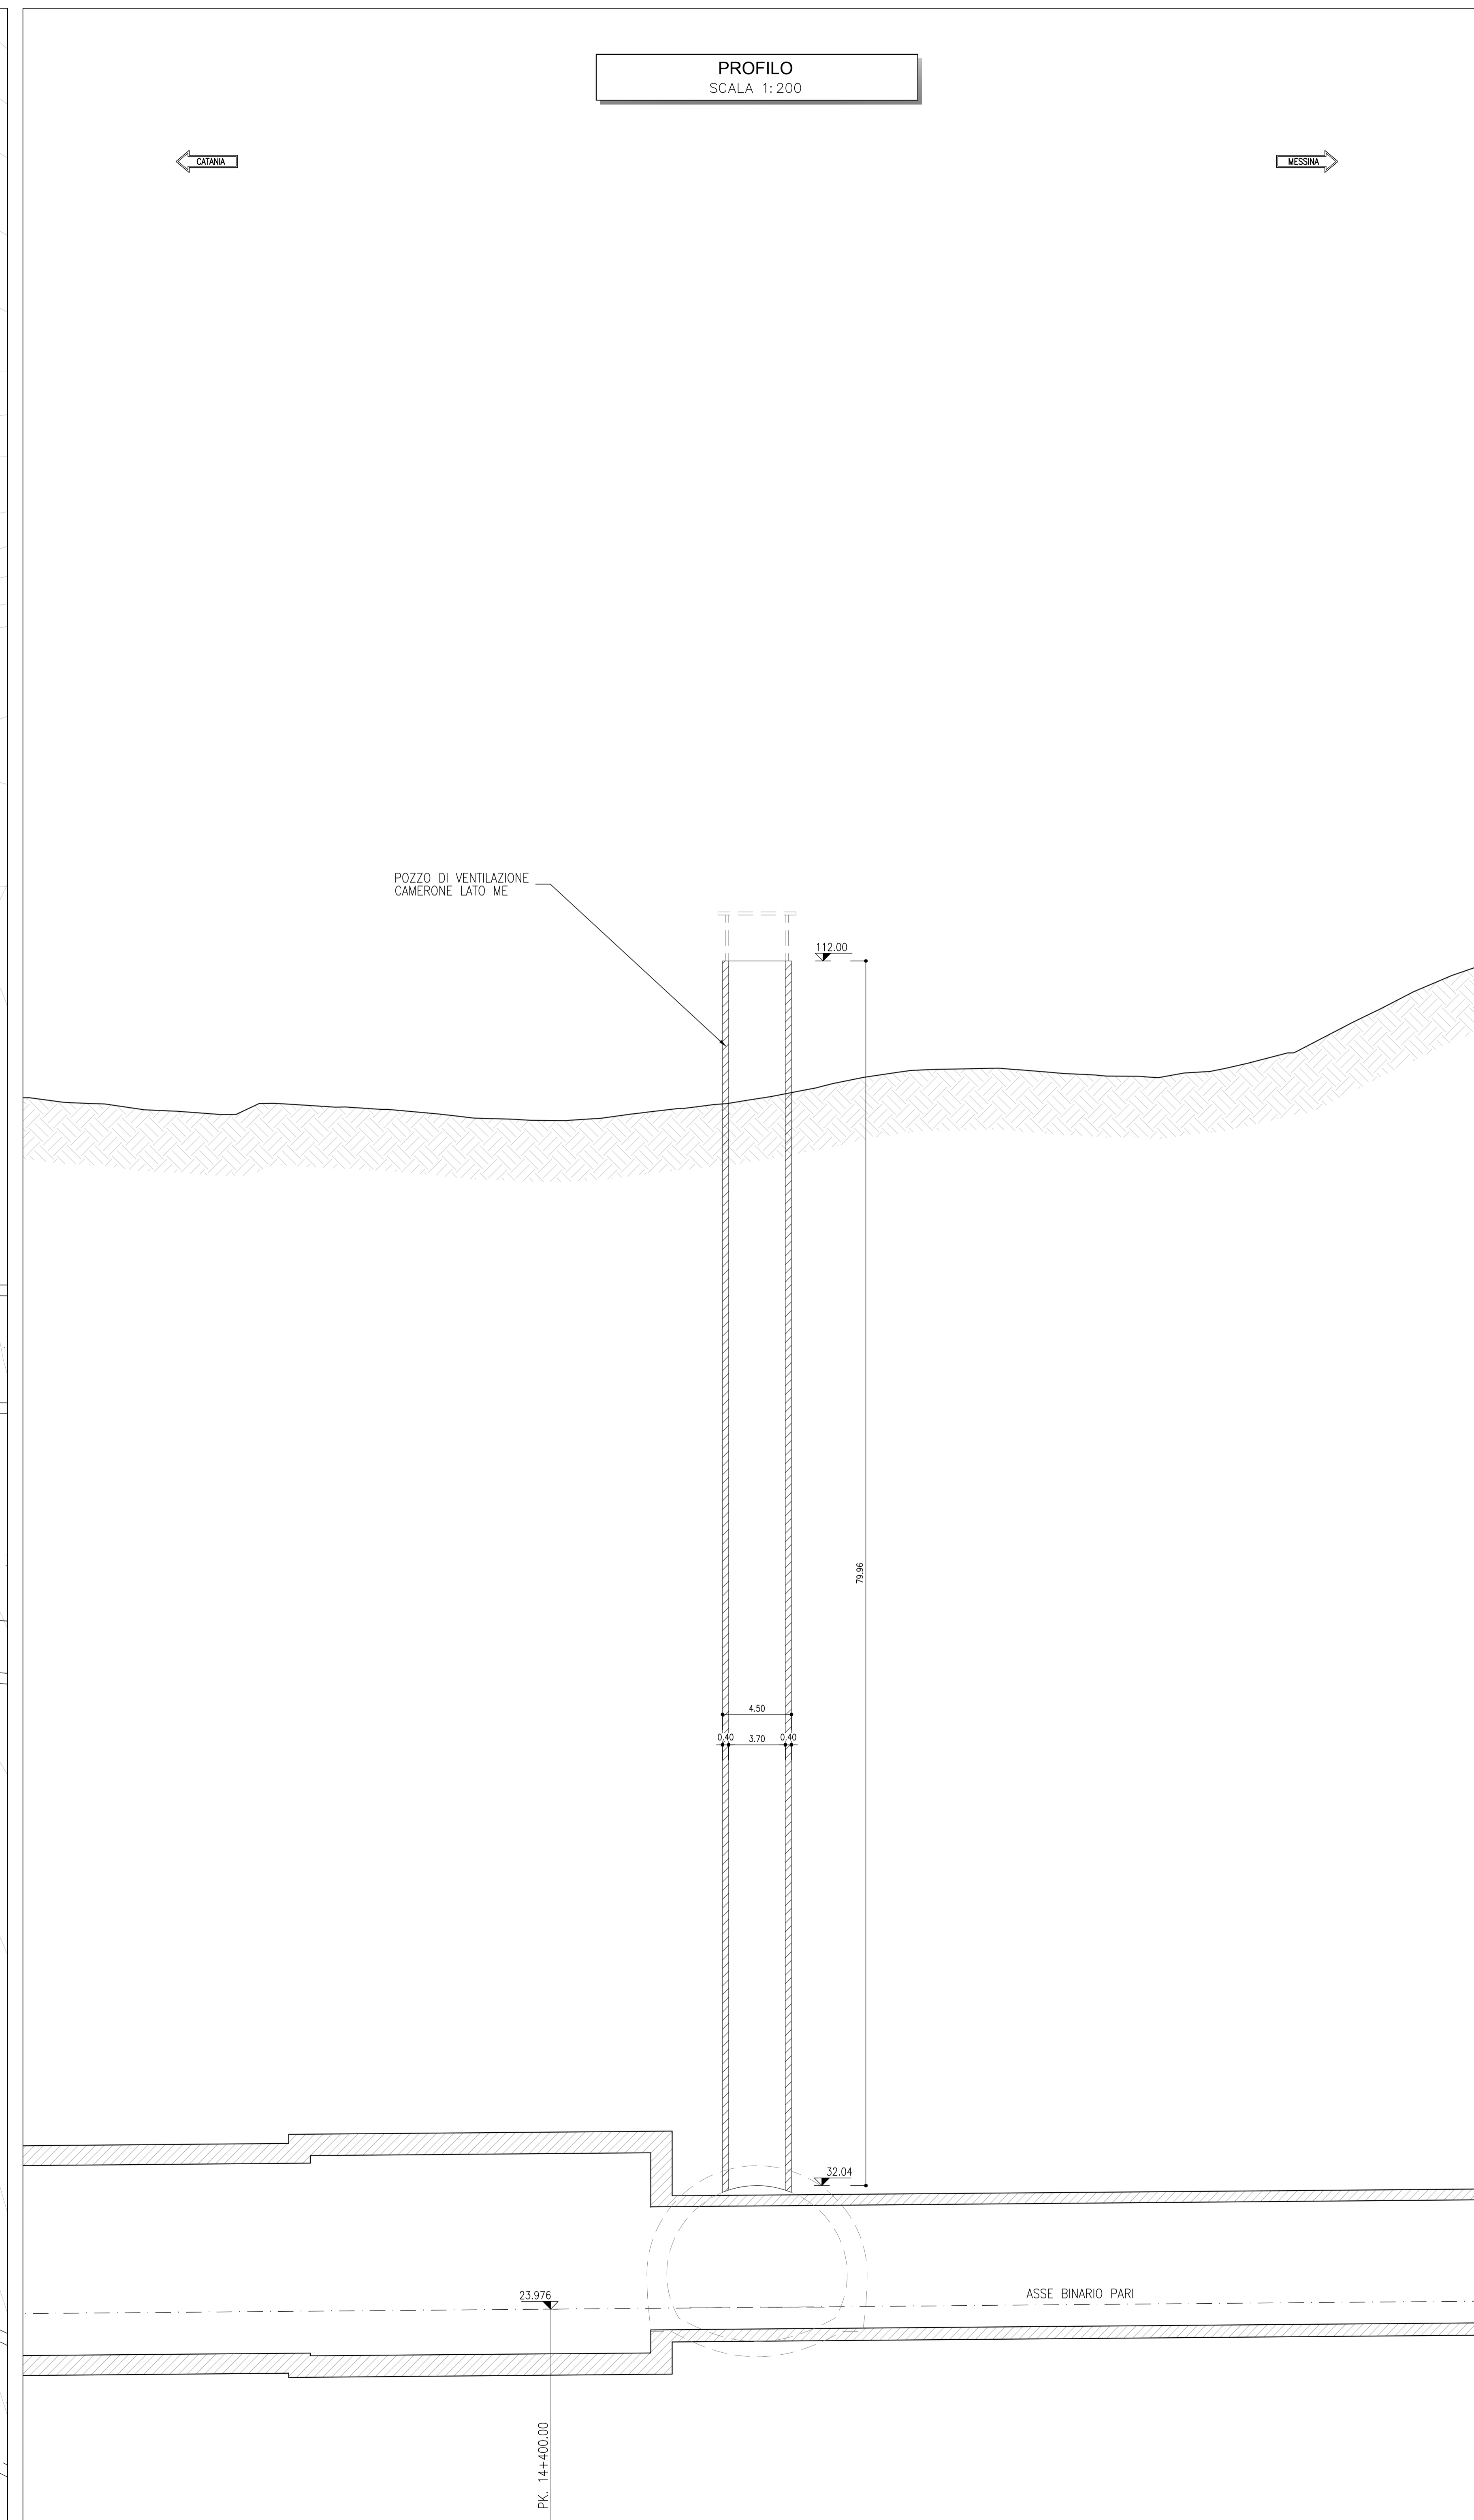 PROFILO
SCALA 1:200
CATANIA
MESSINA
POZZO DI VENTILAZIONE
CAMERONE LATO ME
112.00
79.96
4.50
0.40
3.70
0.40
32.04
23.976
ASSE BINARIO PARI
PK. 14+400.00